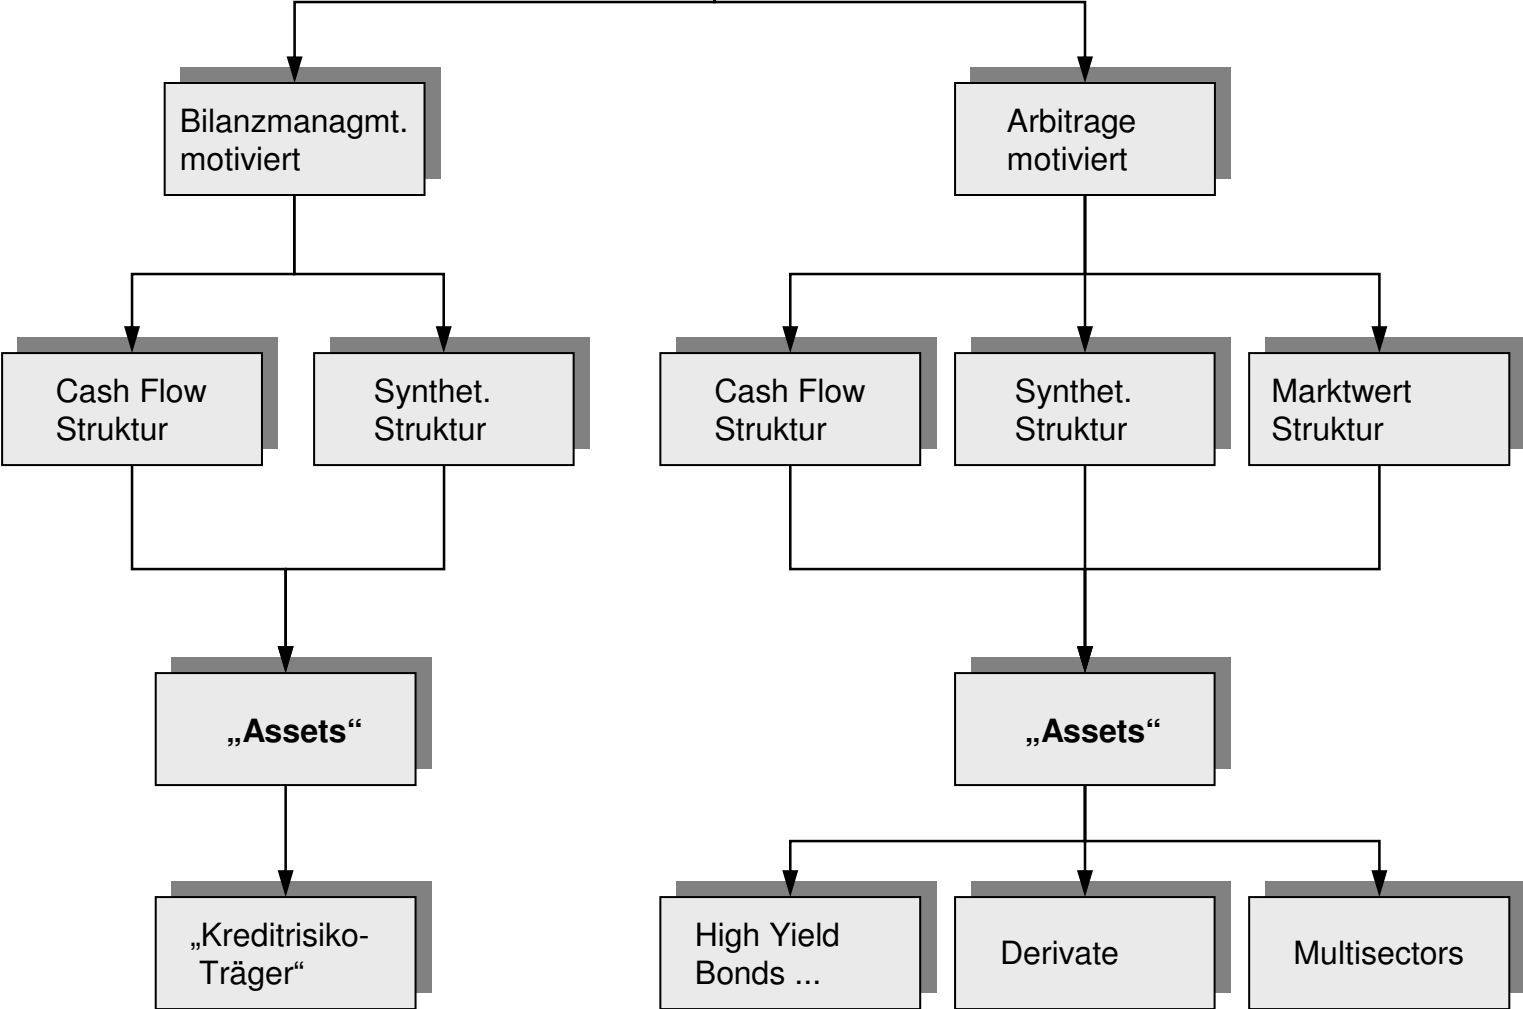 Bilanzmanagmt.
motiviert
Arbitrage
motiviert
Cash Flow
Struktur
Synthet.
Struktur
Cash Flow
Struktur
Synthet.
Struktur
Marktwert
Struktur
„Assets“
„Assets“
„Kreditrisiko-
Träger“
High Yield
Bonds ...
Derivate
Multisectors